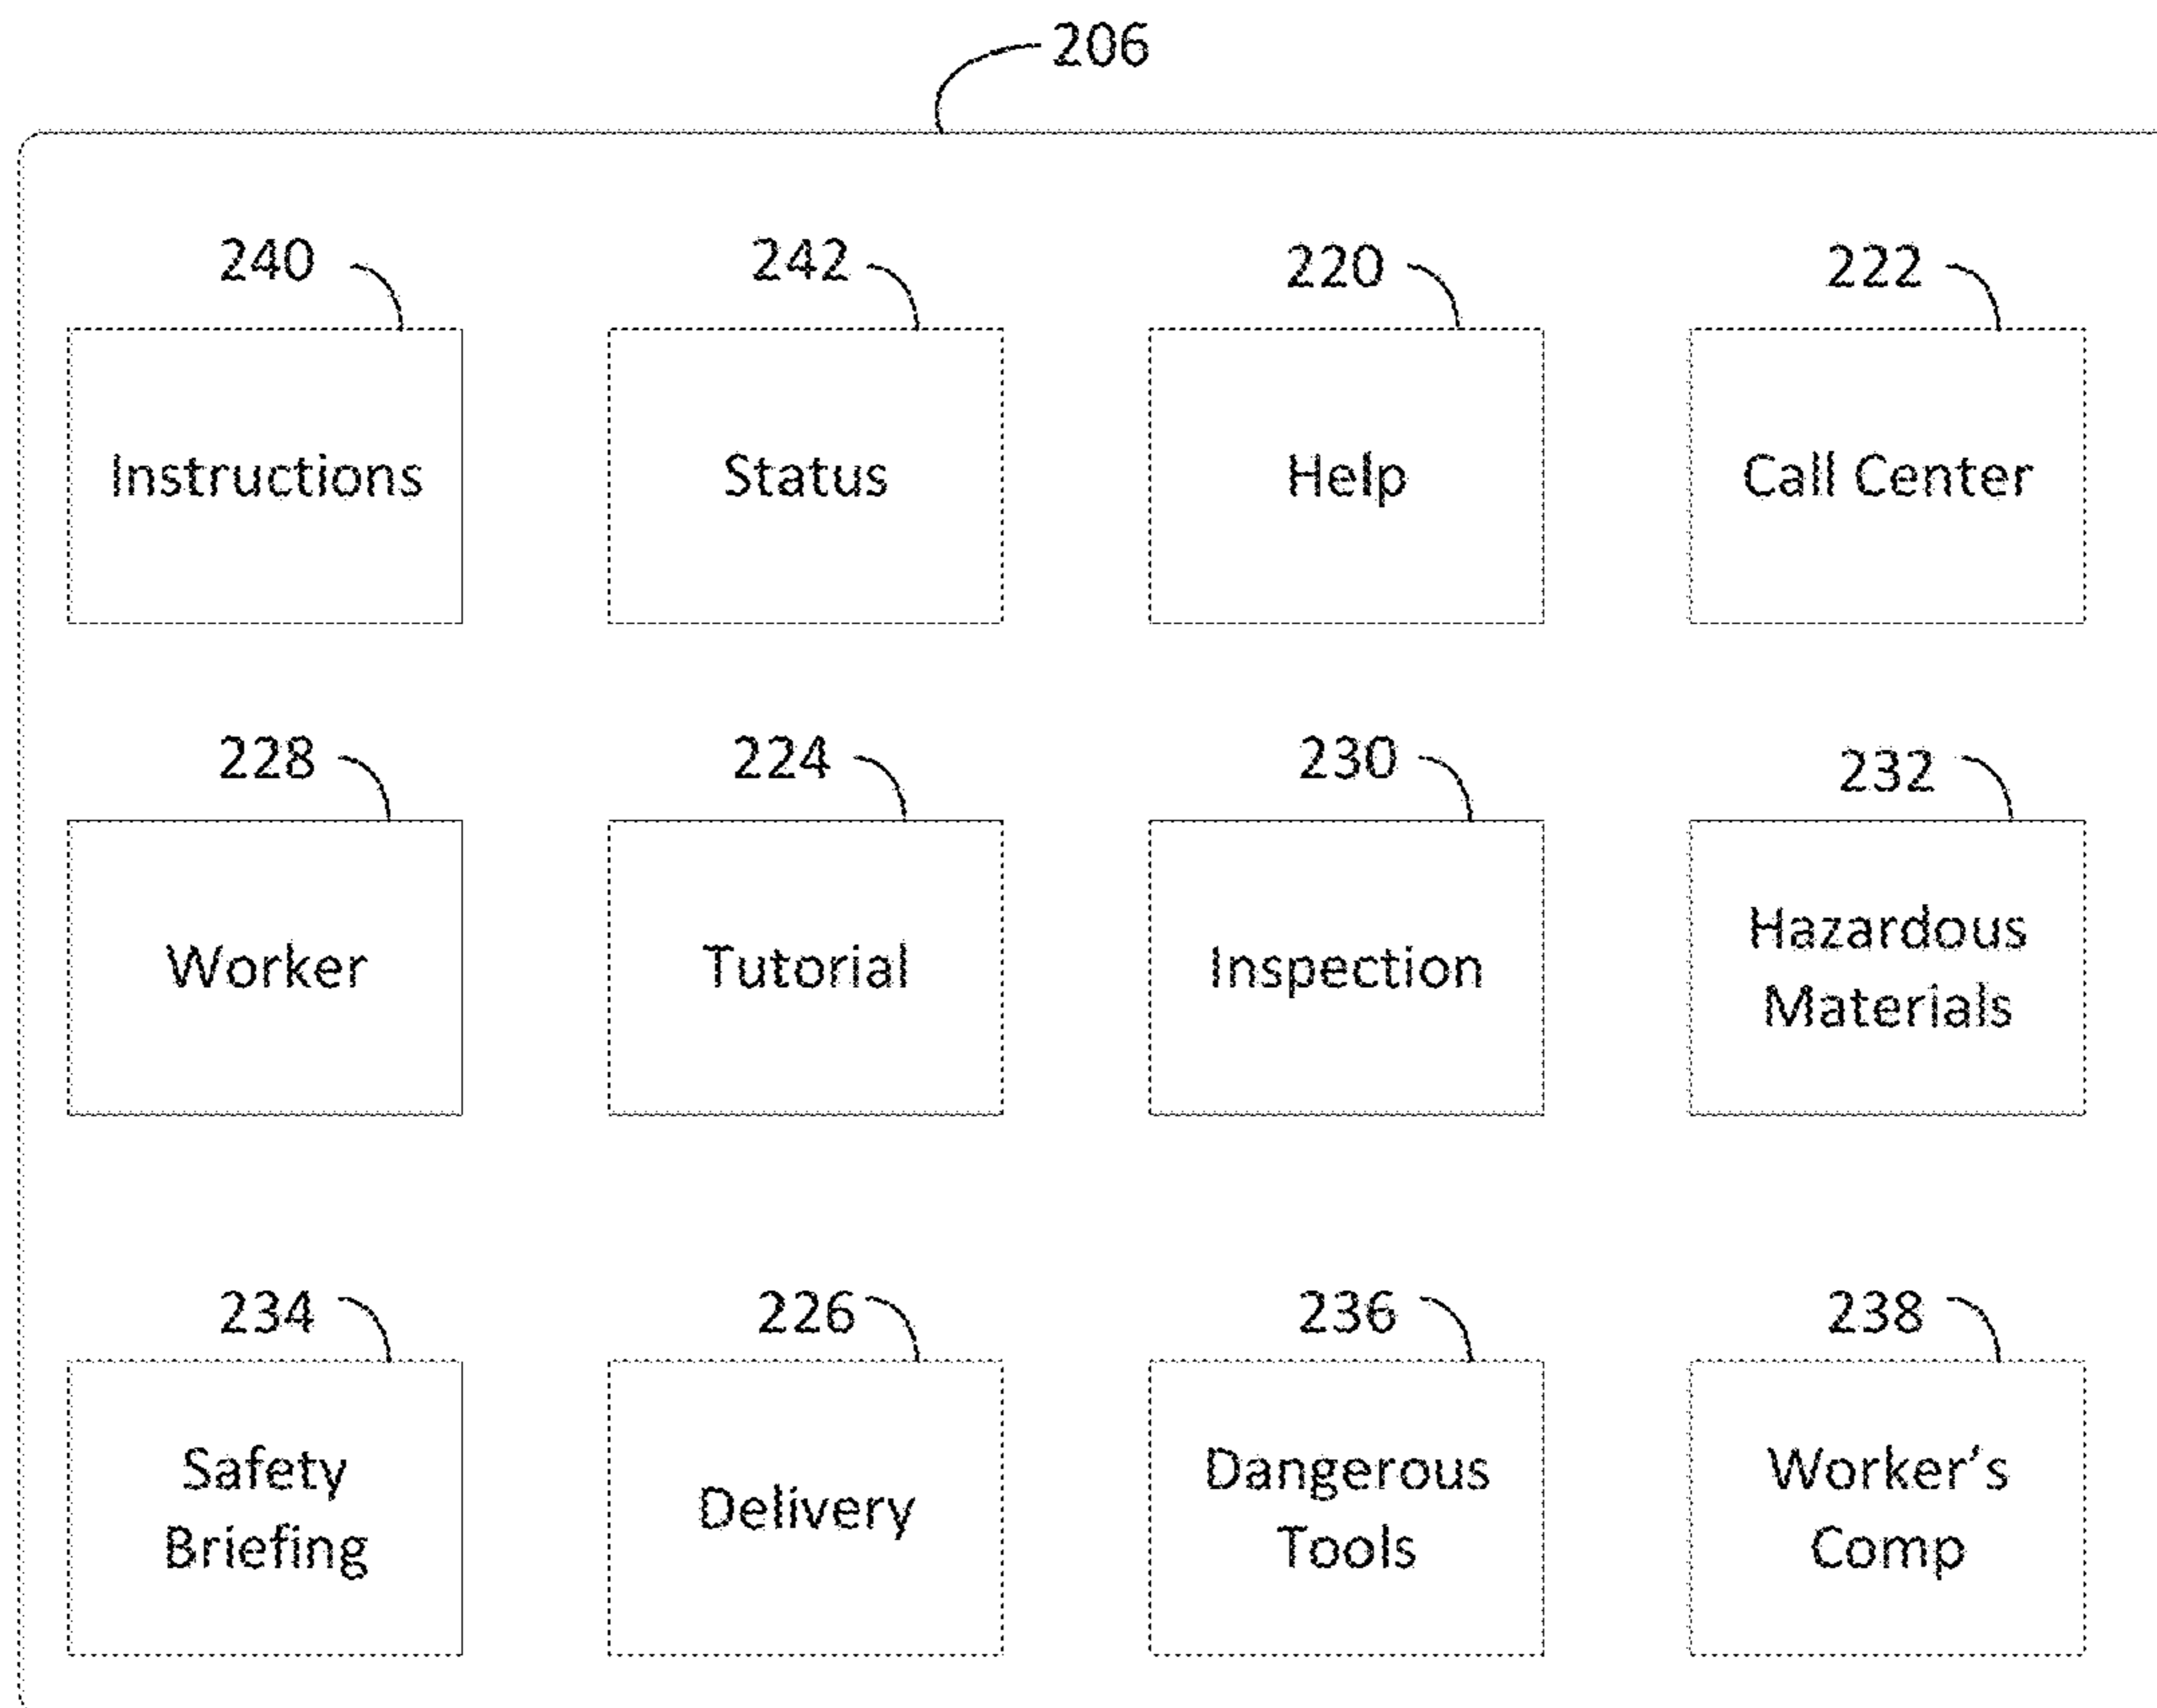 206
240 242 220 222
Instructions Status Help Call Center
228 224 230 232
Worker Tutorial Inspection Hazardous
Materials
234 226 236 238
Safety
Briefing
Delivery
Dangerous
Tools
Worker's
Comp